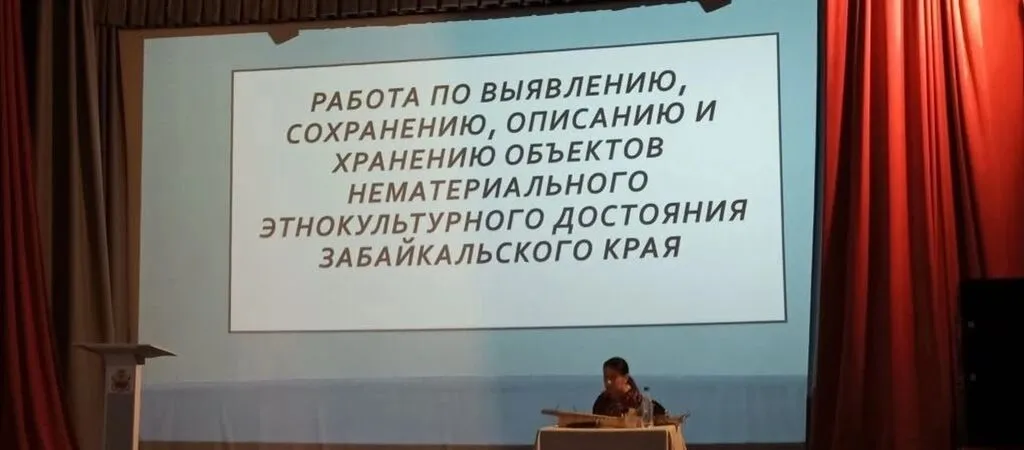 РАБОТА ПО ВЫЯВЛЕНИЮ,
СОХРАНЕНИЮ, ОПИСАНИЮ И
ХРАНЕНИЮ ОБЪЕКТОВ
НЕМАТЕРИАЛЬНОГО
ЭТНОКУЛЬТУРНОГО ДОСТОЯНИЯ
ЗАБАЙКАЛЬСКОГО КРАЯ